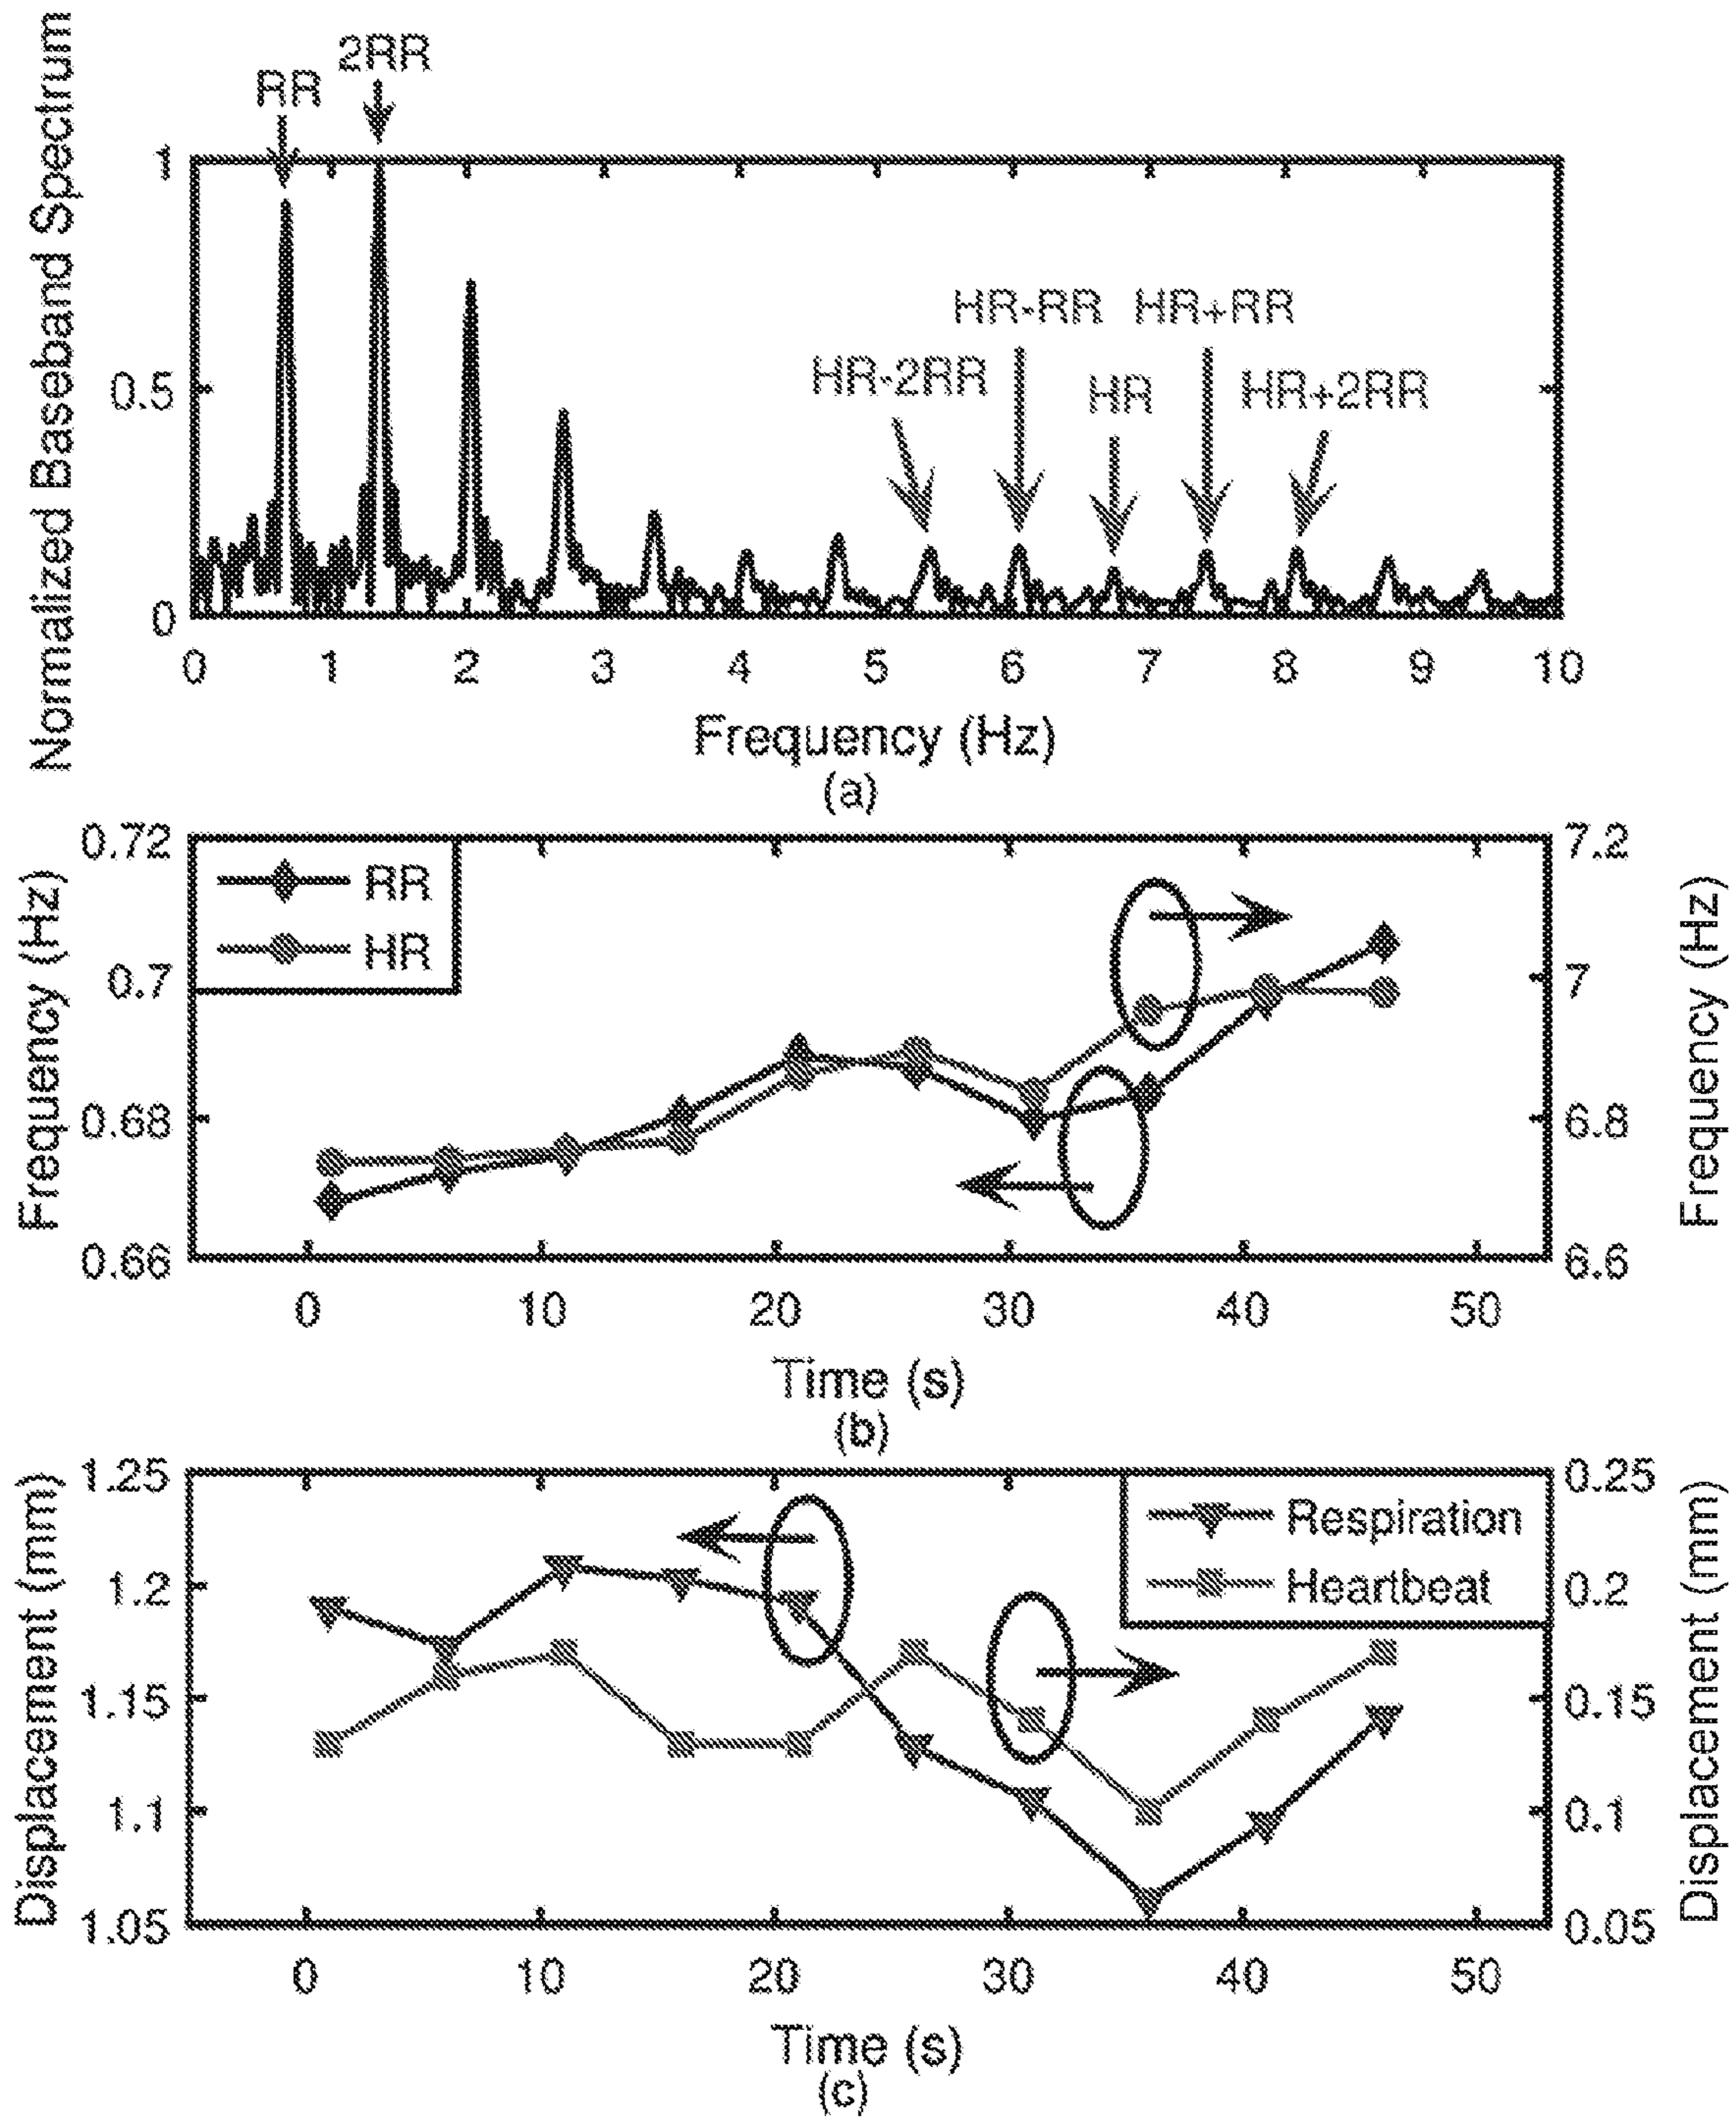 Normalized Baseband Spectrum
2RR
RR
1
HR-RR HR+RR
HR-2RR HR HR+2RR
0.5
0
0 1 2 3 4 5 6 7 8 9 10
Frequency (Hz)
(a)
Frequency (Hz)
0.72
0.7
0.68
0.66
RR
HR
7.2
7
6.8
6.6
Frequency (Hz)
0 10 20 30 40 50
Time (s)
(b)
Displacement (mm)
1.25
1.2
1.15
1.1
1.05
Respiration
Heartbeat
0.25
0.2
0.15
0.1
0.05
Displacement (mm)
0 10 20 30 40 50
Time (s)
(c)